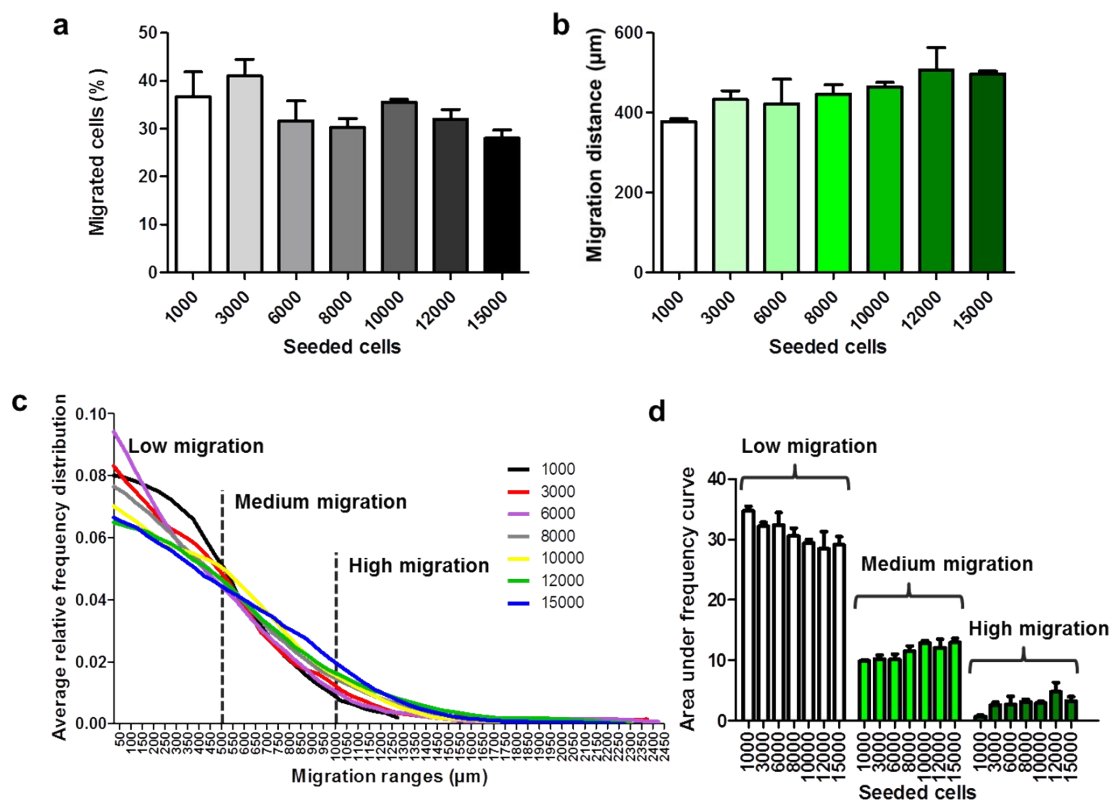 a
Migrated cells (%)
50
40
30
20
10
0
1000 3000 6000 8000 10000 12000 15000
Seeded cells
b
Migration distance (µm)
600
400
200
0
1000 3000 6000 8000 10000 12000 15000
Seeded cells
c
Average relative frequency distribution
0.10
0.08
0.06
0.04
0.02
0.00
Low migration
Medium migration
High migration
1000
3000
6000
8000
10000
12000
15000
50 100 150 200 250 300 350 400 450 500 550 600 650 700 750 800 850 900 950 1000 1050 1100 1150 1200 1250 1300 1350 1400 1450 1500 1550 1600 1650 1700 1750 1800 1850 1900 1950 2000 2050 2100 2150 2200 2250 2300 2350 2400 2450
Migration ranges (µm)
d
Area under frequency curve
40
30
20
10
0
Low migration
Medium migration
High migration
1000 3000 6000 8000 10000 12000 15000 1000 3000 6000 8000 10000 12000 15000 1000 3000 6000 8000 10000 12000 15000
Seeded cells